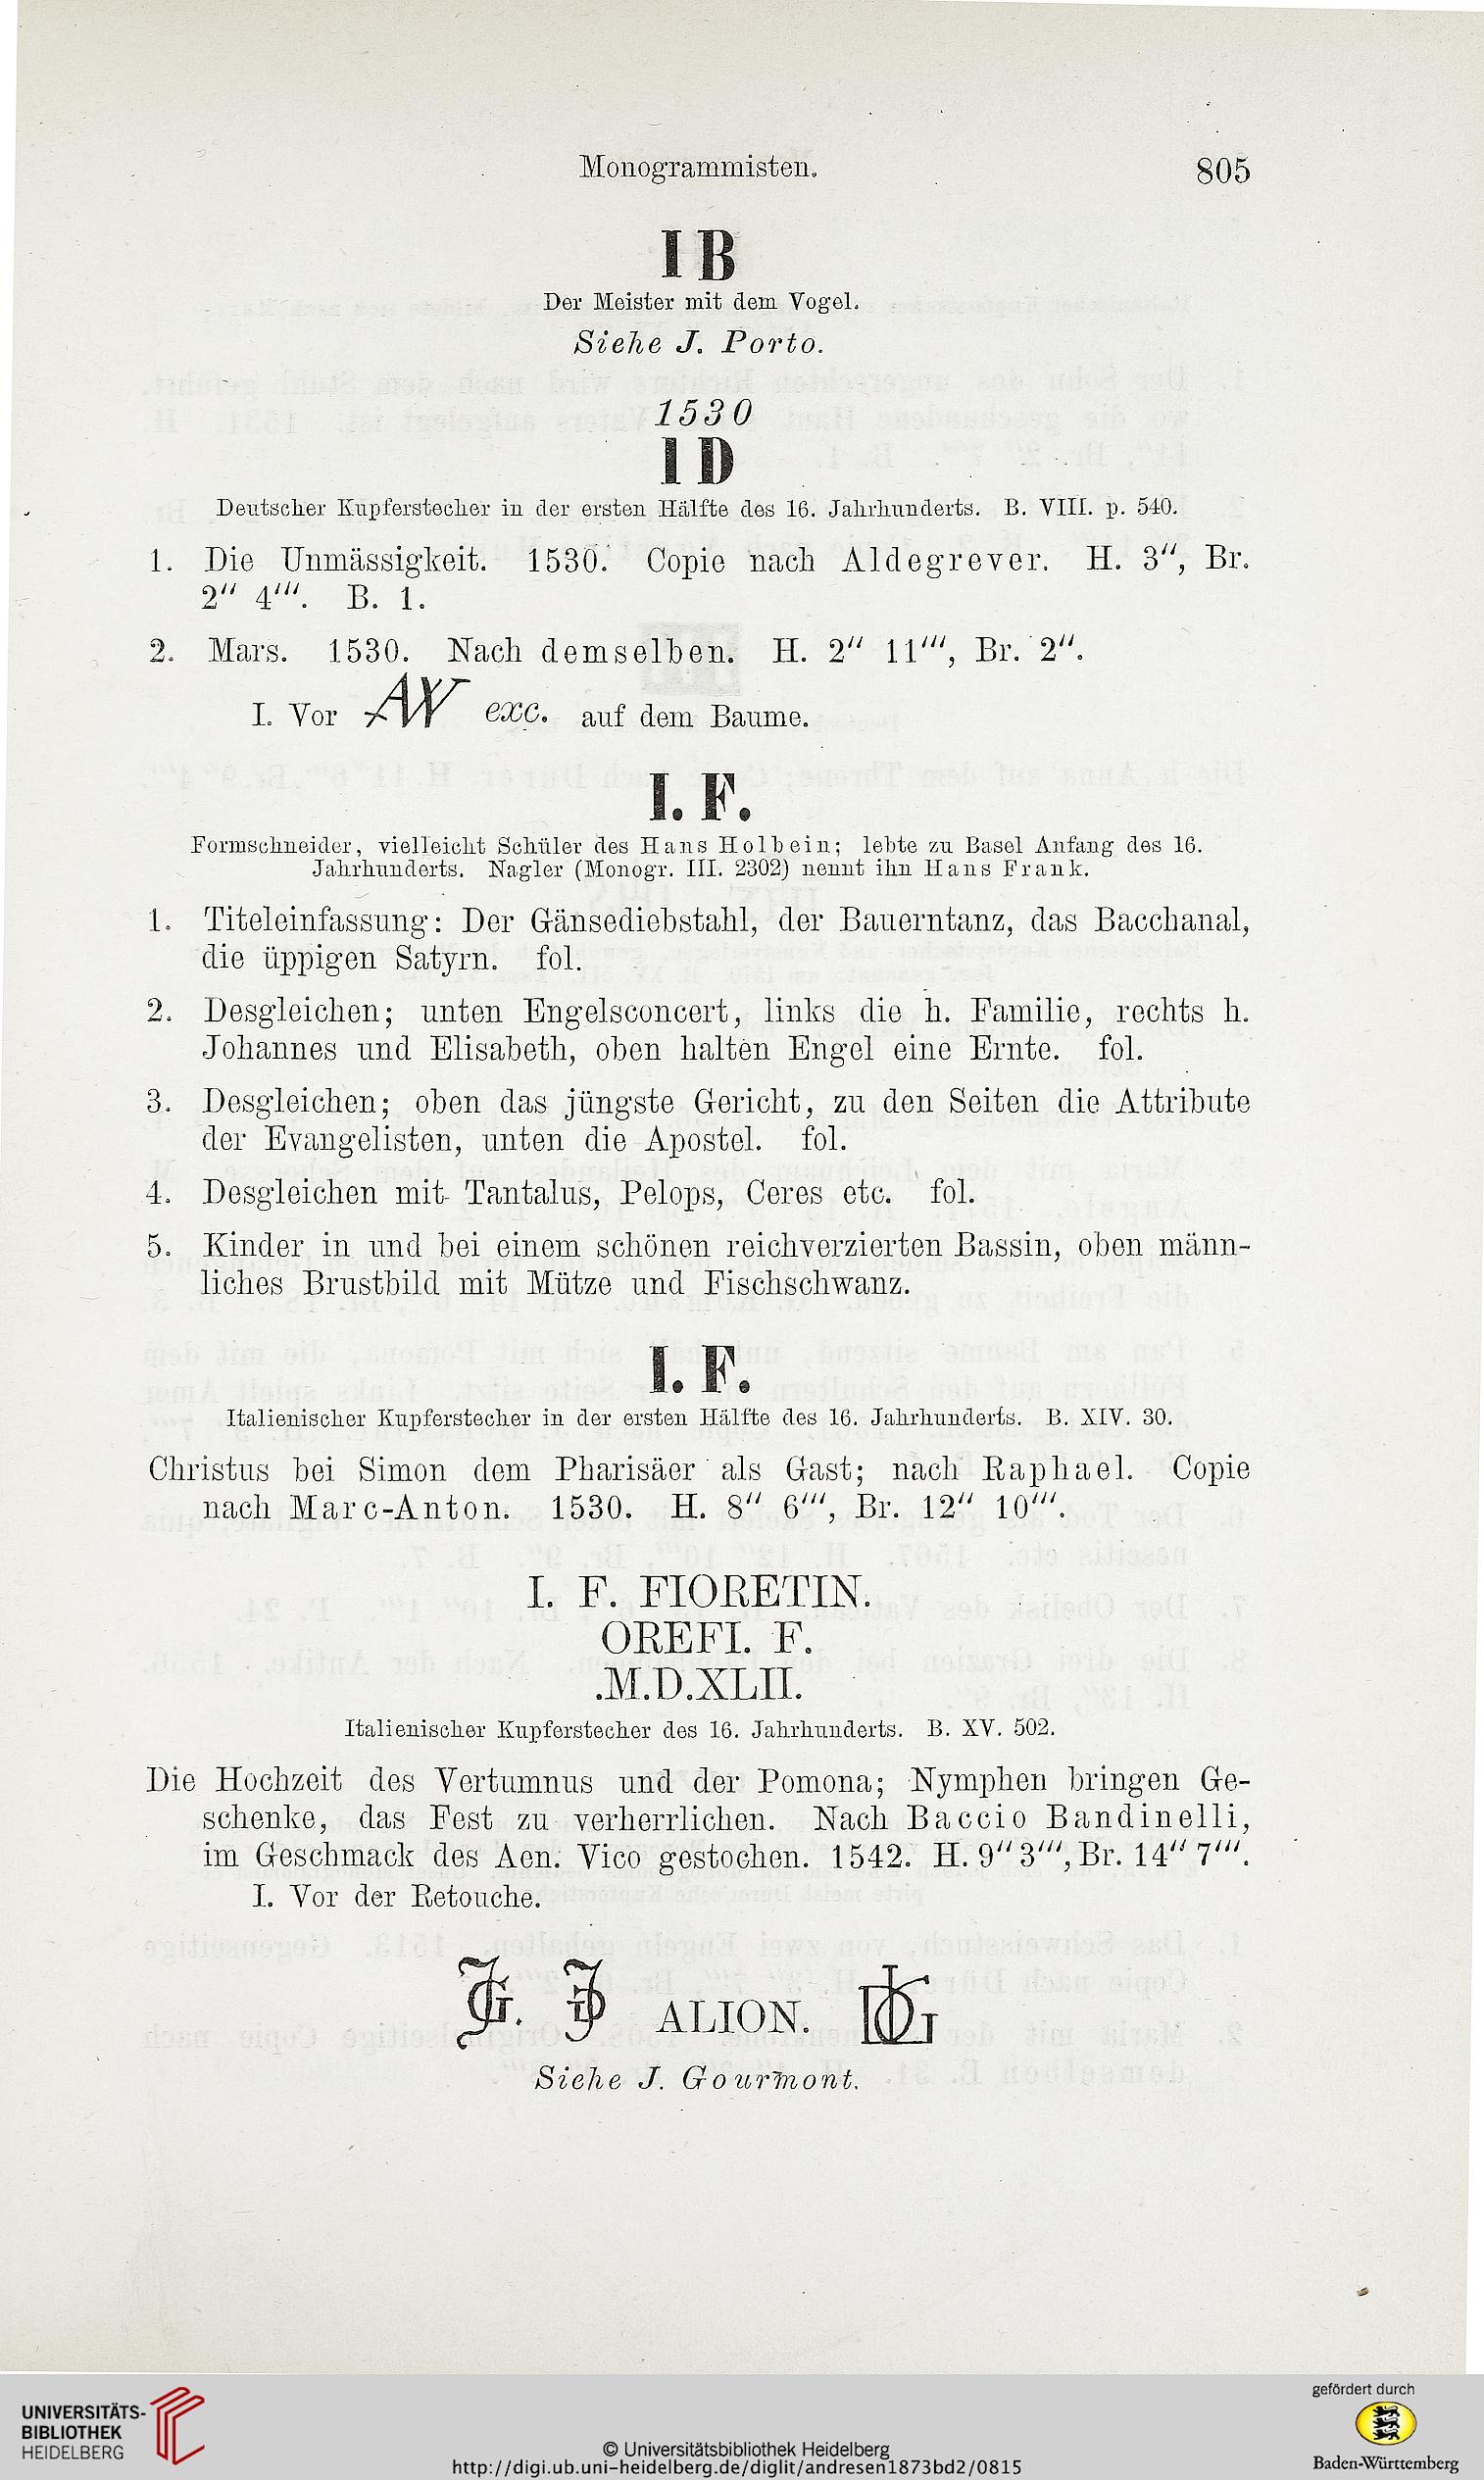 Monogrammisten. 805
I B
Der Meister mit dem Vogel.
Siehe J. Porto.
1530
I D
Deutscher Kupferstecher in der ersten Hälfte des 16. Jahrhunderts. B. VIII. p. 540.
1. Die Unmässigkeit. 1530. Copie nach Aldegrever. H. 3″, Br.
2″ 4‴. B. 1.
2. Mars. 1530. Nach demselben. H. 2″ 11‴, Br. 2″.
I. Vor AW exc. auf dem Baume.
I. F.
Formschneider, vielleicht Schüler des Hans Holbein; lebte zu Basel Anfang des 16.
Jahrhunderts. Nagler (Monogr. III. 2302) nennt ihn Hans Frank.
1. Titeleinfassung: Der Gänsediebstahl, der Bauerntanz, das Bacchanal,
die üppigen Satyrn. fol.
2. Desgleichen; unten Engelsconcert, links die h. Familie, rechts h.
Johannes und Elisabeth, oben halten Engel eine Ernte. fol.
3. Desgleichen; oben das jüngste Gericht, zu den Seiten die Attribute
der Evangelisten, unten die Apostel. fol.
4. Desgleichen mit Tantalus, Pelops, Ceres etc. fol.
5. Kinder in und bei einem schönen reichverzierten Bassin, oben männ-
liches Brustbild mit Mütze und Fischschwanz.
I. F.
Italienischer Kupferstecher in der ersten Hälfte des 16. Jahrhunderts. B. XIV. 30.
Christus bei Simon dem Pharisäer als Gast; nach Raphael. Copie
nach Marc-Anton. 1530. H. 8″ 6‴, Br. 12″ 10‴.
I. F. FIORETIN.
OREFI. F.
.M.D.XLII.
Italienischer Kupferstecher des 16. Jahrhunderts. B. XV. 502.
Die Hochzeit des Vertumnus und der Pomona; Nymphen bringen Ge-
schenke, das Fest zu verherrlichen. Nach Baccio Bandinelli,
im Geschmack des Aen. Vico gestochen. 1542. H. 9″ 3‴, Br. 14″ 7‴.
I. Vor der Retouche.
ALION.
Siehe J. Gourmont.
UNIVERSITÄTS-
BIBLIOTHEK
HEIDELBERG
© Universitätsbibliothek Heidelberg
http://digi.ub.uni-heidelberg.de/diglit/andresen1873bd2/0815
gefördert durch
Baden-Württemberg